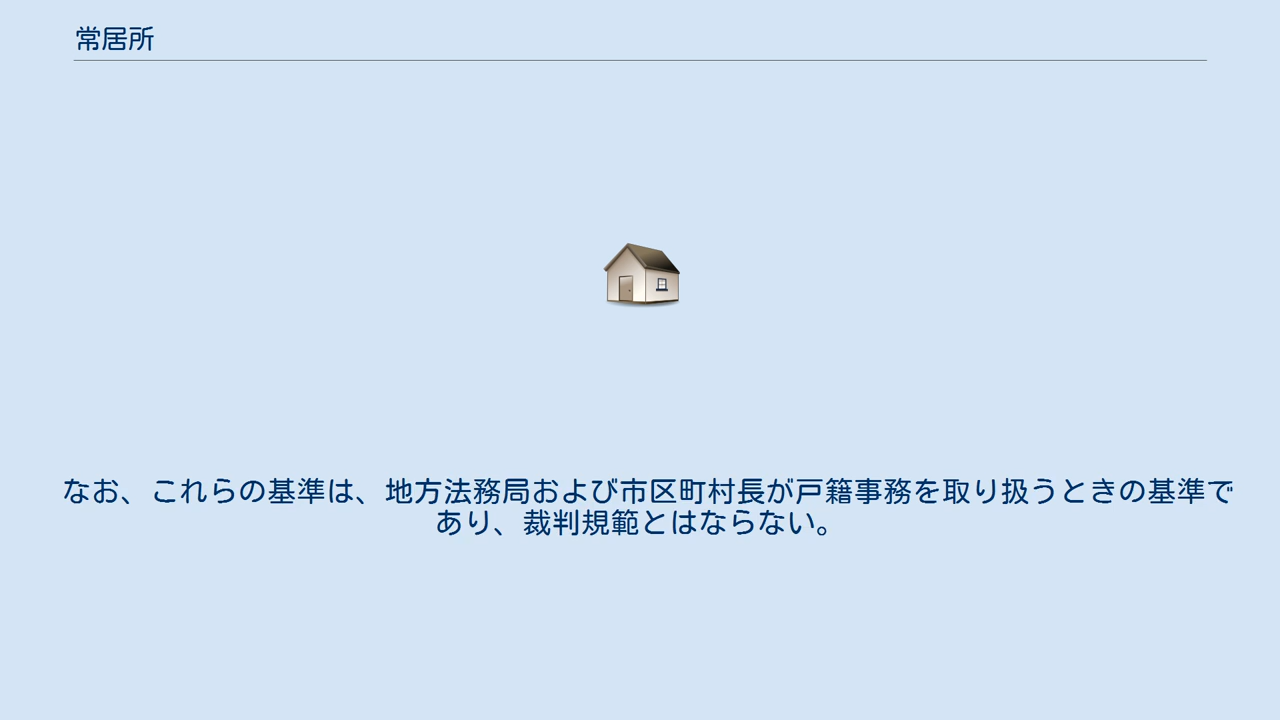 常居所
なお、これらの基準は、地方法務局および市区町村長が戸籍事務を取り扱うときの基準で
あり、裁判規範とはならない。